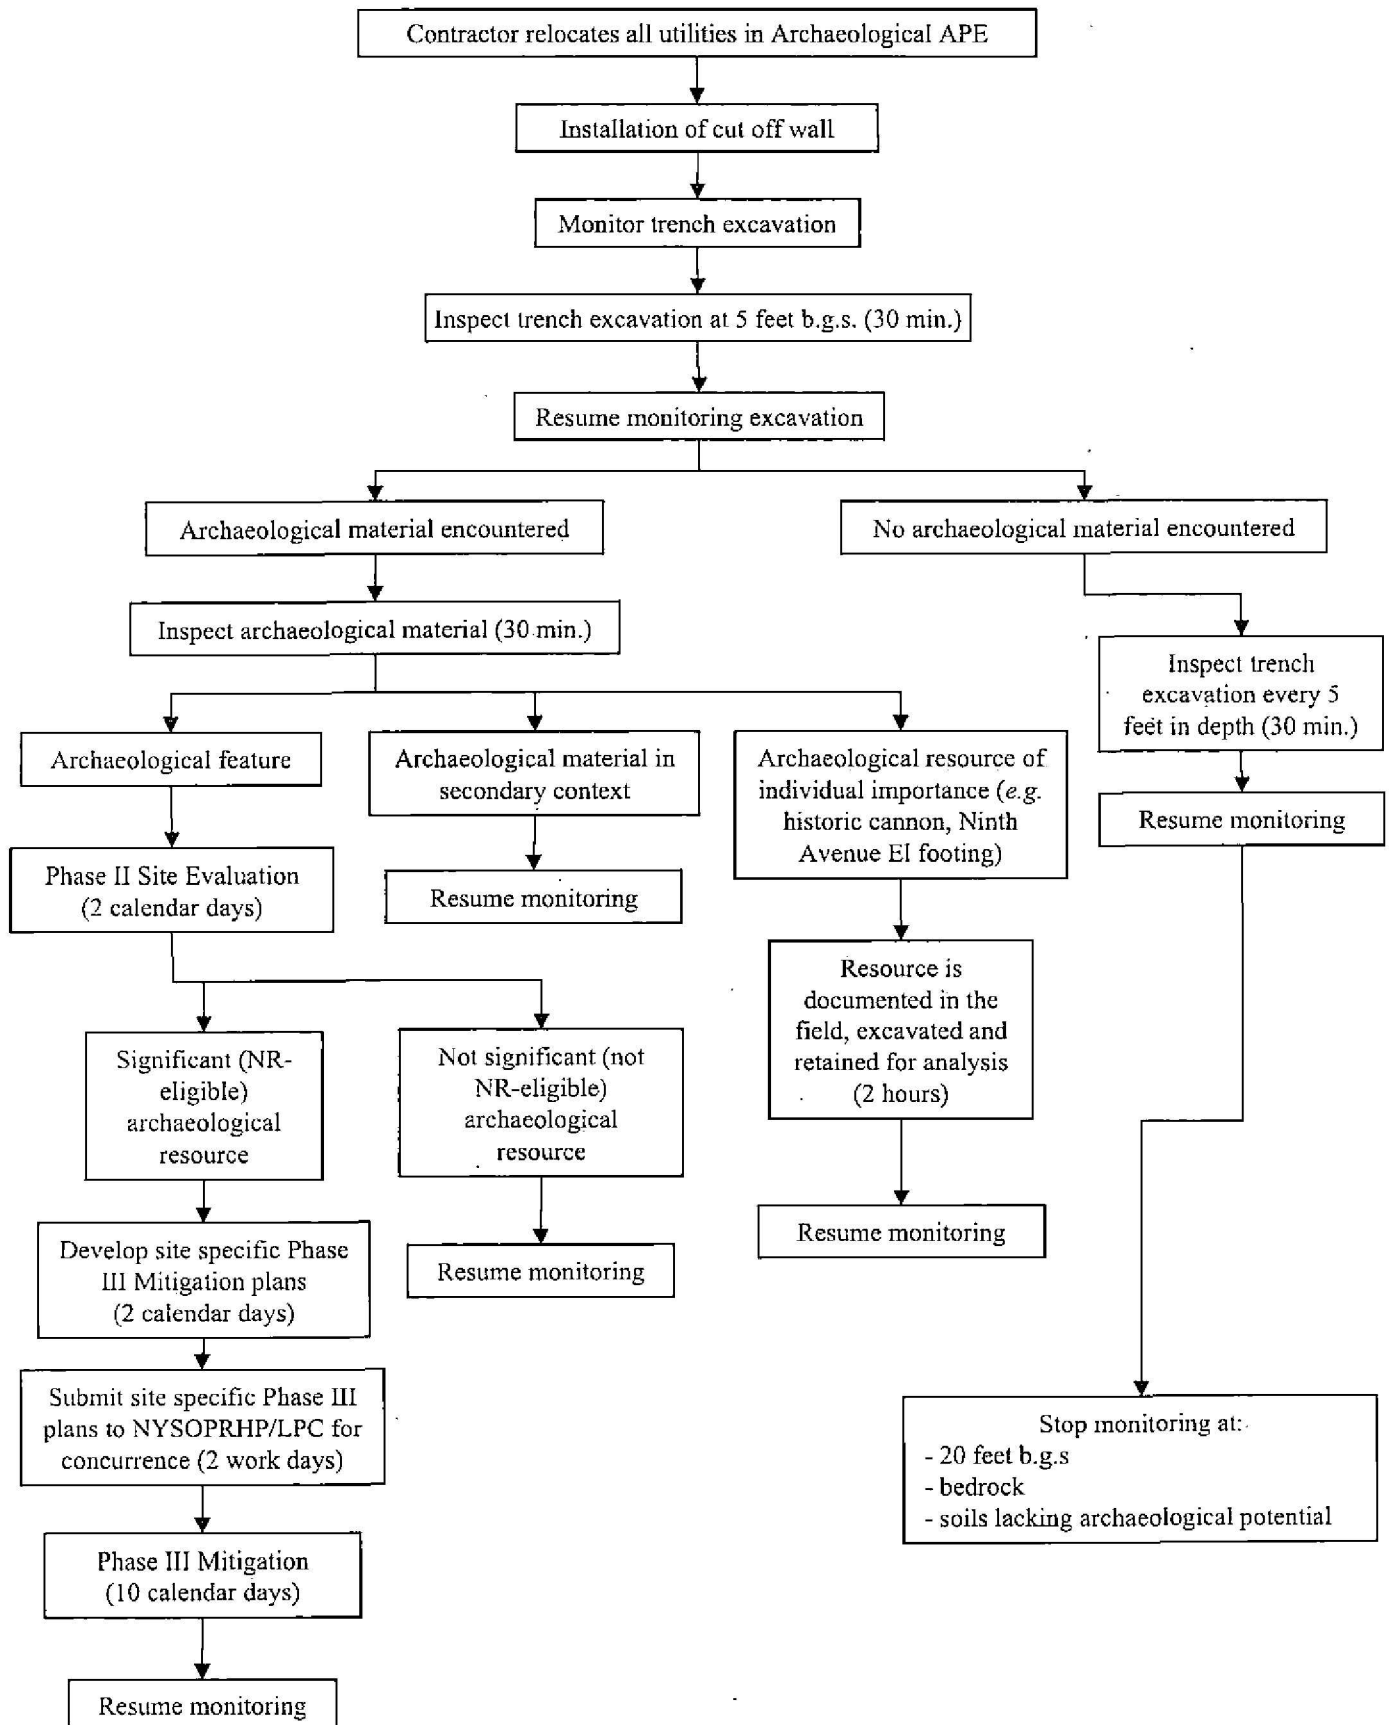 Contractor relocates all utilities in Archaeological APE
Installation of cut off wall
Monitor trench excavation
Inspect trench excavation at 5 feet b.g.s. (30 min.)
Resume monitoring excavation
Archaeological material encountered
No archaeological material encountered
Inspect archaeological material (30 min.)
Inspect trench
excavation every 5
feet in depth (30 min.)
Resume monitoring
Archaeological feature
Archaeological material in
secondary context
Archaeological resource of
individual importance (e.g.
historic cannon, Ninth
Avenue El footing)
Phase II Site Evaluation
(2 calendar days)
Resume monitoring
Resource is
documented in the
field, excavated and
retained for analysis
(2 hours)
Significant (NR-
eligible)
archaeological
resource
Not significant (not
NR-eligible)
archaeological
resource
Resume monitoring
Develop site specific Phase
III Mitigation plans
(2 calendar days)
Resume monitoring
Submit site specific Phase III
plans to NYSOPRHP/LPC for
concurrence (2 work days)
Stop monitoring at:
- 20 feet b.g.s
- bedrock
- soils lacking archaeological potential
Phase III Mitigation
(10 calendar days)
Resume monitoring